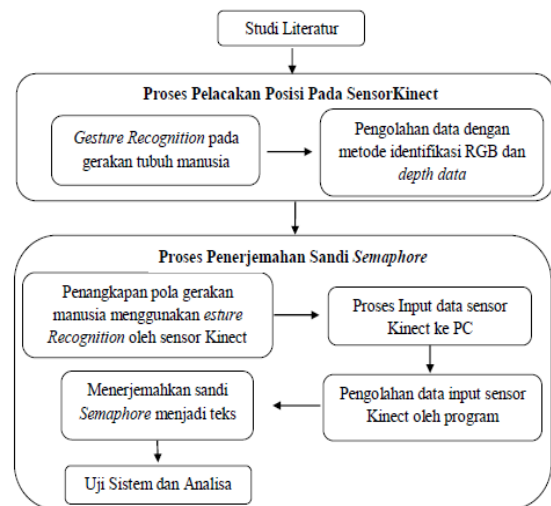 Studi Literatur
Proses Pelacakan Posisi Pada SensorKinect
Gesture Recognition pada
gerakan tubuh manusia
Pengolahan data dengan
metode identifikasi RGB dan
depth data
Proses Penerjemahan Sandi Semaphore
Penangkapan pola gerakan
manusia menggunakan esture
Recognition oleh sensor Kinect
Proses Input data sensor
Kinect ke PC
Pengolahan data input sensor
Kinect oleh program
Menerjemahkan sandi
Semaphore menjadi teks
Uji Sistem dan Analisa